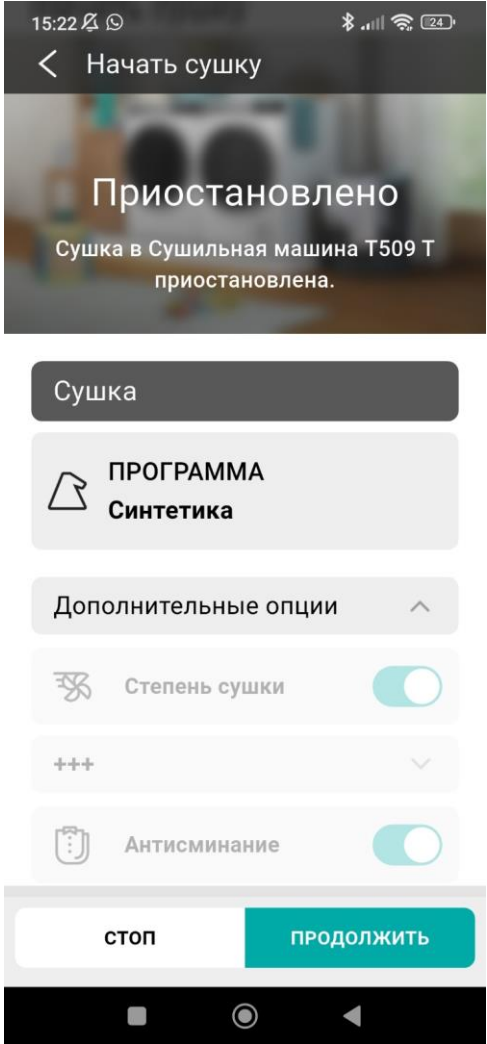 15:22
24
Начать сушку
Приостановлено
Сушка в Сушильная машина T509 T
приостановлена.
Сушка
ПРОГРАММА
Синтетика
Дополнительные опции
Степень сушки
+++
Антисминание
СТОП
ПРОДОЛЖИТЬ